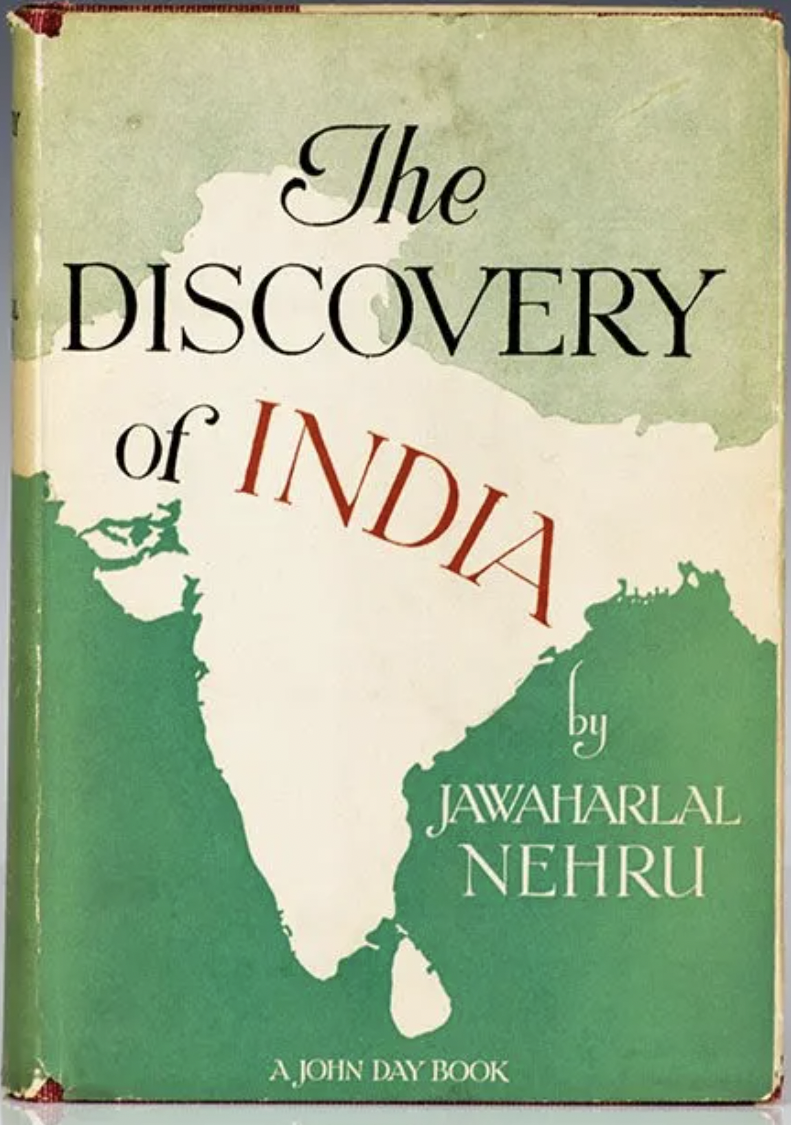 The
DISCOVERY
of INDIA
by
JAWAHARLAL
NEHRU
A JOHN DAY BOOK